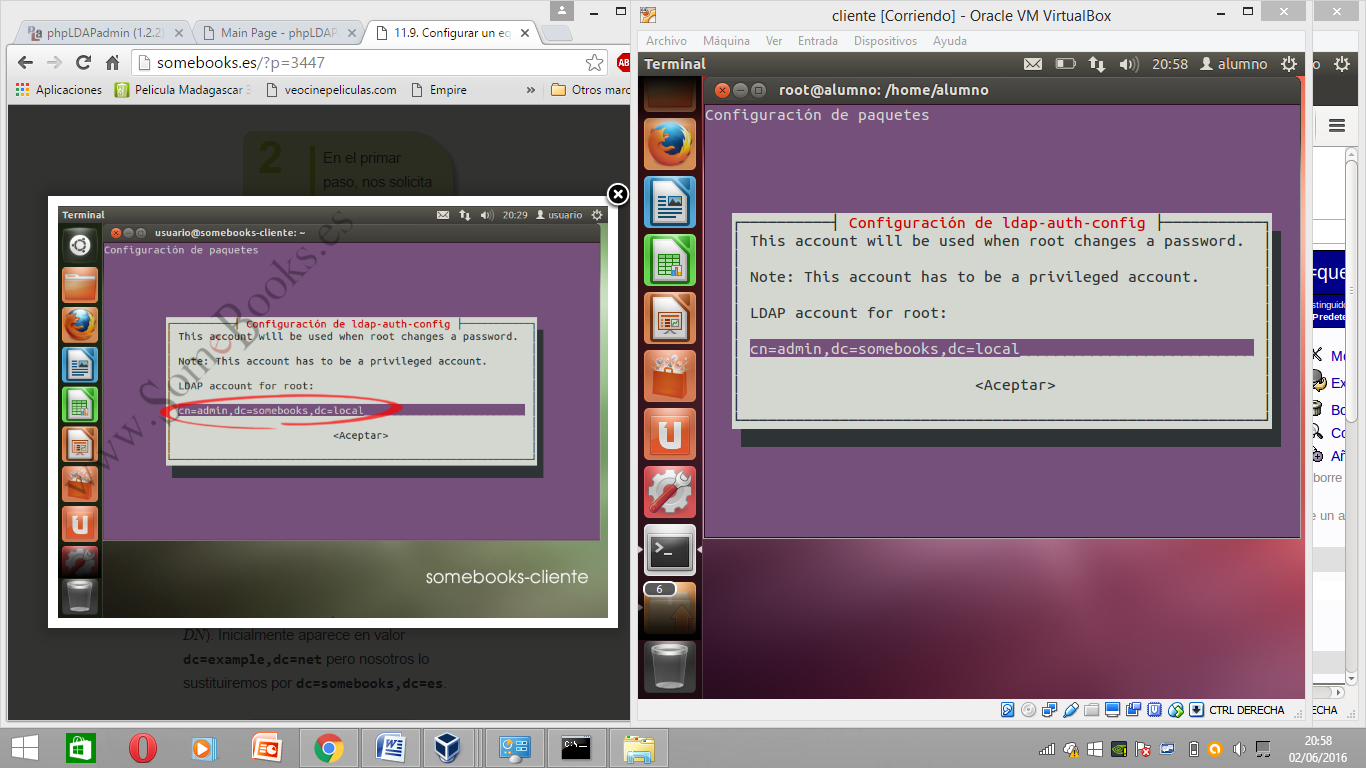 phpLDAPadmin (1.2.2)
Main Page - phpLDAP
11.9. Configurar un eq
somebooks.es/?p=3447
Aplicaciones
Pelicula Madagascar
veocinepeliculas.com
Empire
»
Otros marc
2
En el primar
paso, nos solicita
Terminal
20:29
usuario
usuario@somebooks-cliente: ~
Configuración de paquetes
Configuración de ldap-auth-config
This account will be used when root changes a password.
Note: This account has to be a privileged account.
LDAP account for root:
cn=admin,dc=somebooks,dc=local
<Aceptar>
www.SomeBooks.es
somebooks-cliente
DN). Inicialmente aparece en valor
dc=example,dc=net pero nosotros lo
sustituiremos por dc=somebooks,dc=es.
cliente [Corriendo] - Oracle VM VirtualBox
Archivo Máquina Ver Entrada Dispositivos Ayuda
Terminal
20:58
alumno
root@alumno: /home/alumno
Configuración de paquetes
Configuración de ldap-auth-config
This account will be used when root changes a password.
Note: This account has to be a privileged account.
LDAP account for root:
cn=admin,dc=somebooks,dc=local
<Aceptar>
6
CTRL DERECHA
=que
stinguido
Predete
Mo
Ex
Bo
Co
Añ
borre
e un a
ECHA
20:58
02/06/2016